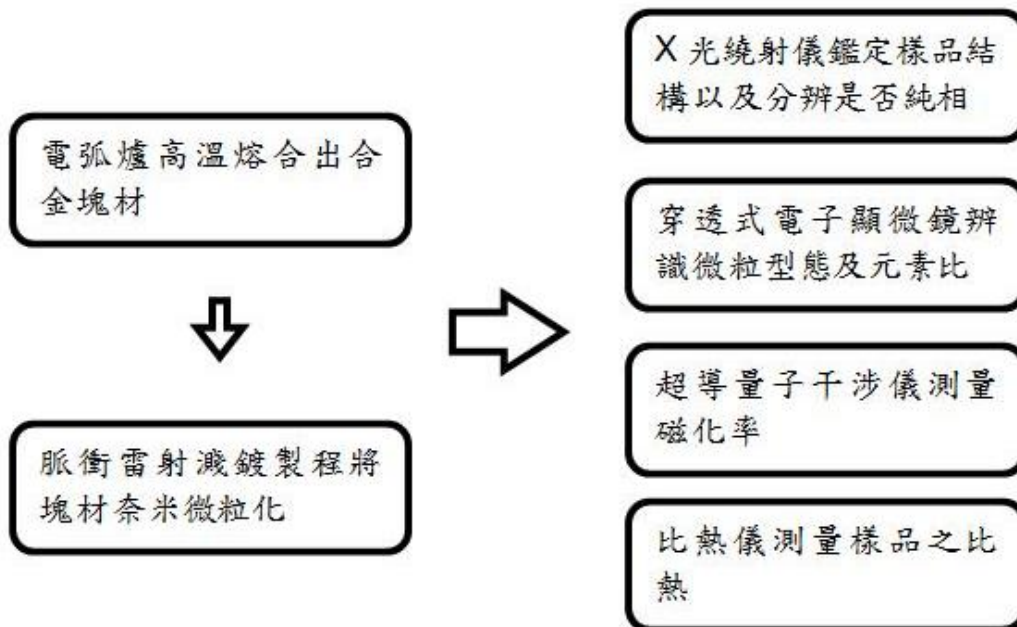 電弧爐高溫熔合出合
金塊材
脈衝雷射濺鍍製程將
塊材奈米微粒化
X光繞射儀鑑定樣品結
構以及分辨是否純相
穿透式電子顯微鏡辨
識微粒型態及元素比
超導量子干涉儀測量
磁化率
比熱儀測量樣品之比
熱